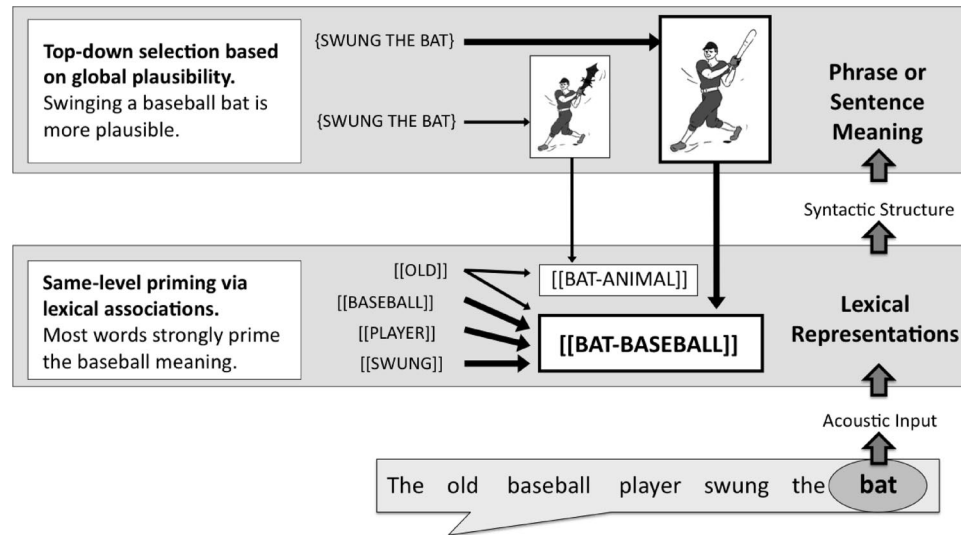 Top-down selection based
on global plausibility.
Swinging a baseball bat is
more plausible.
{SWUNG THE BAT}
{SWUNG THE BAT}
Phrase or
Sentence
Meaning
Syntactic Structure
Same-level priming via
lexical associations.
Most words strongly prime
the baseball meaning.
[[OLD]]
[[BASEBALL]]
[[PLAYER]]
[[SWUNG]]
[[BAT-ANIMAL]]
[[BAT-BASEBALL]]
Lexical
Representations
Acoustic Input
The old baseball player swung the bat